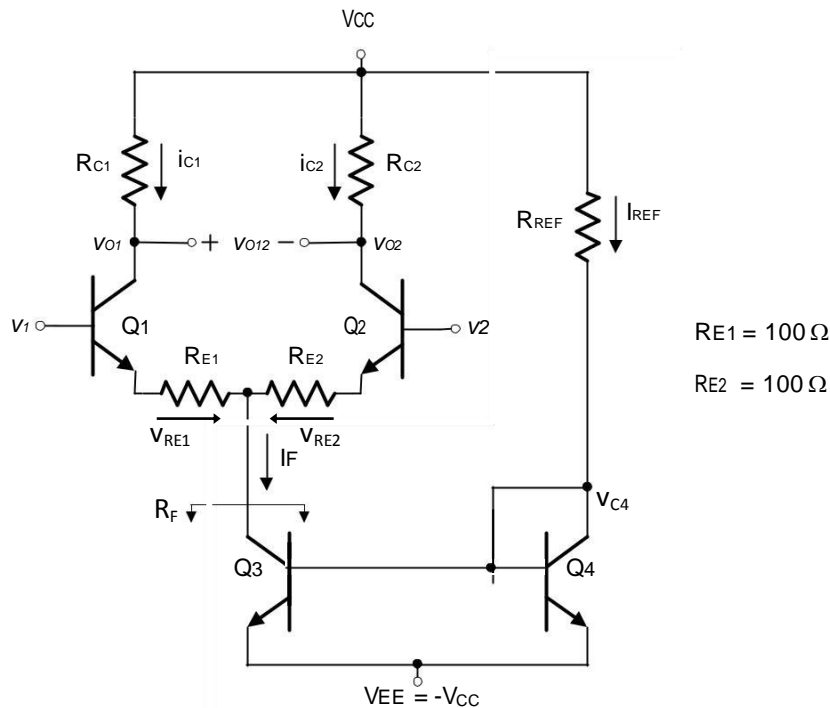 VCC
RC1
iC1
iC2
RC2
RREF
IREF
vO1
+ vO12 −
vO2
v1
Q1
Q2
v2
RE1
RE2
RE1 = 100 Ω
RE2 = 100 Ω
vRE1
vRE2
IF
RF
vC4
Q3
Q4
VEE = -VCC